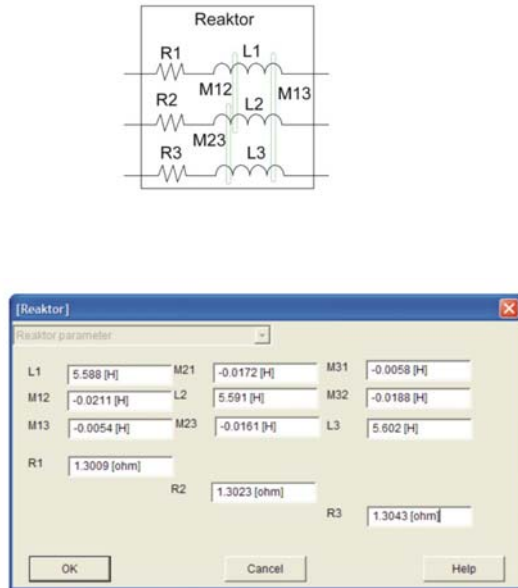 Reaktor
R1
L1
M12
M13
R2
L2
M23
R3
L3
[Reaktor]
Reaktor parameter
L1 5.588 [H] M21 -0.0172 [H] M31 -0.0058 [H]
M12 -0.0211 [H] L2 5.591 [H] M32 -0.0188 [H]
M13 -0.0054 [H] M23 -0.0161 [H] L3 5.602 [H]
R1 1.3009 [ohm]
R2 1.3023 [ohm]
R3 1.3043 [ohm]
OK Cancel Help